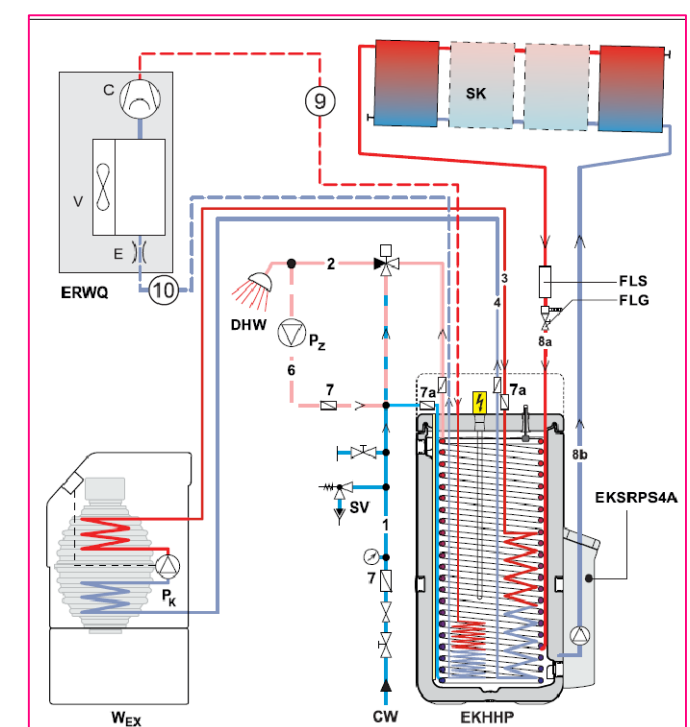 C
9
SK
V
E
ERWQ
10
2
3
4
FLS
FLG
DHW
P_Z
8a
6
7
7a
7a
8b
SV
EKSRPS4A
1
7
P_K
W_EX
CW
EKHHP